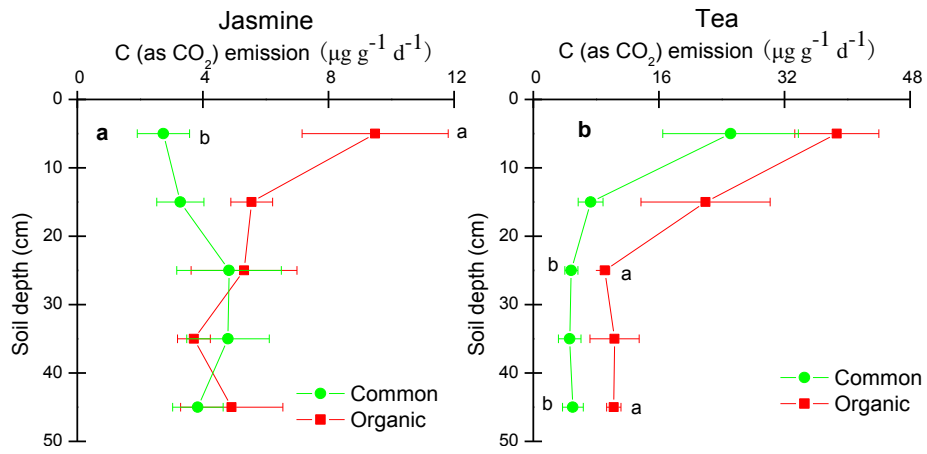 Jasmine
C (as CO₂) emission (μg g⁻¹ d⁻¹)
0 4 8 12
0
10
20
30
40
50
Soil depth (cm)
a
b
a
Common
Organic
Tea
C (as CO₂) emission (μg g⁻¹ d⁻¹)
0 16 32 48
0
10
20
30
40
50
Soil depth (cm)
b
b
a
b
a
Common
Organic